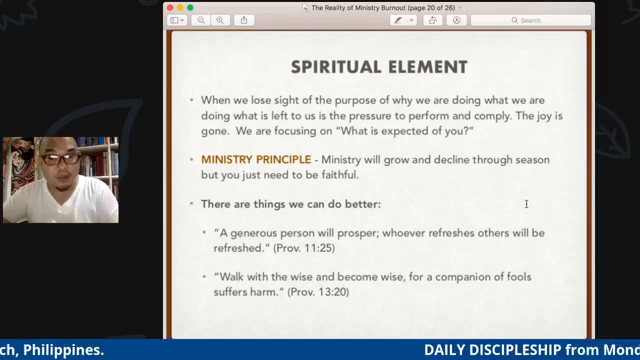 The Reality of Ministry Burnout (page 20 of 26)
Search
SPIRITUAL ELEMENT
• When we lose sight of the purpose of why we are doing what we are
doing what is left to us is the pressure to perform and comply. The joy is
gone. We are focusing on "What is expected of you?"
• MINISTRY PRINCIPLE - Ministry will grow and decline through season
but you just need to be faithful.
• There are things we can do better:
• "A generous person will prosper; whoever refreshes others will be
refreshed." (Prov. 11:25)
• "Walk with the wise and become wise, for a companion of fools
suffers harm." (Prov. 13:20)
ch, Philippines. DAILY DISCIPLESHIP from Mond